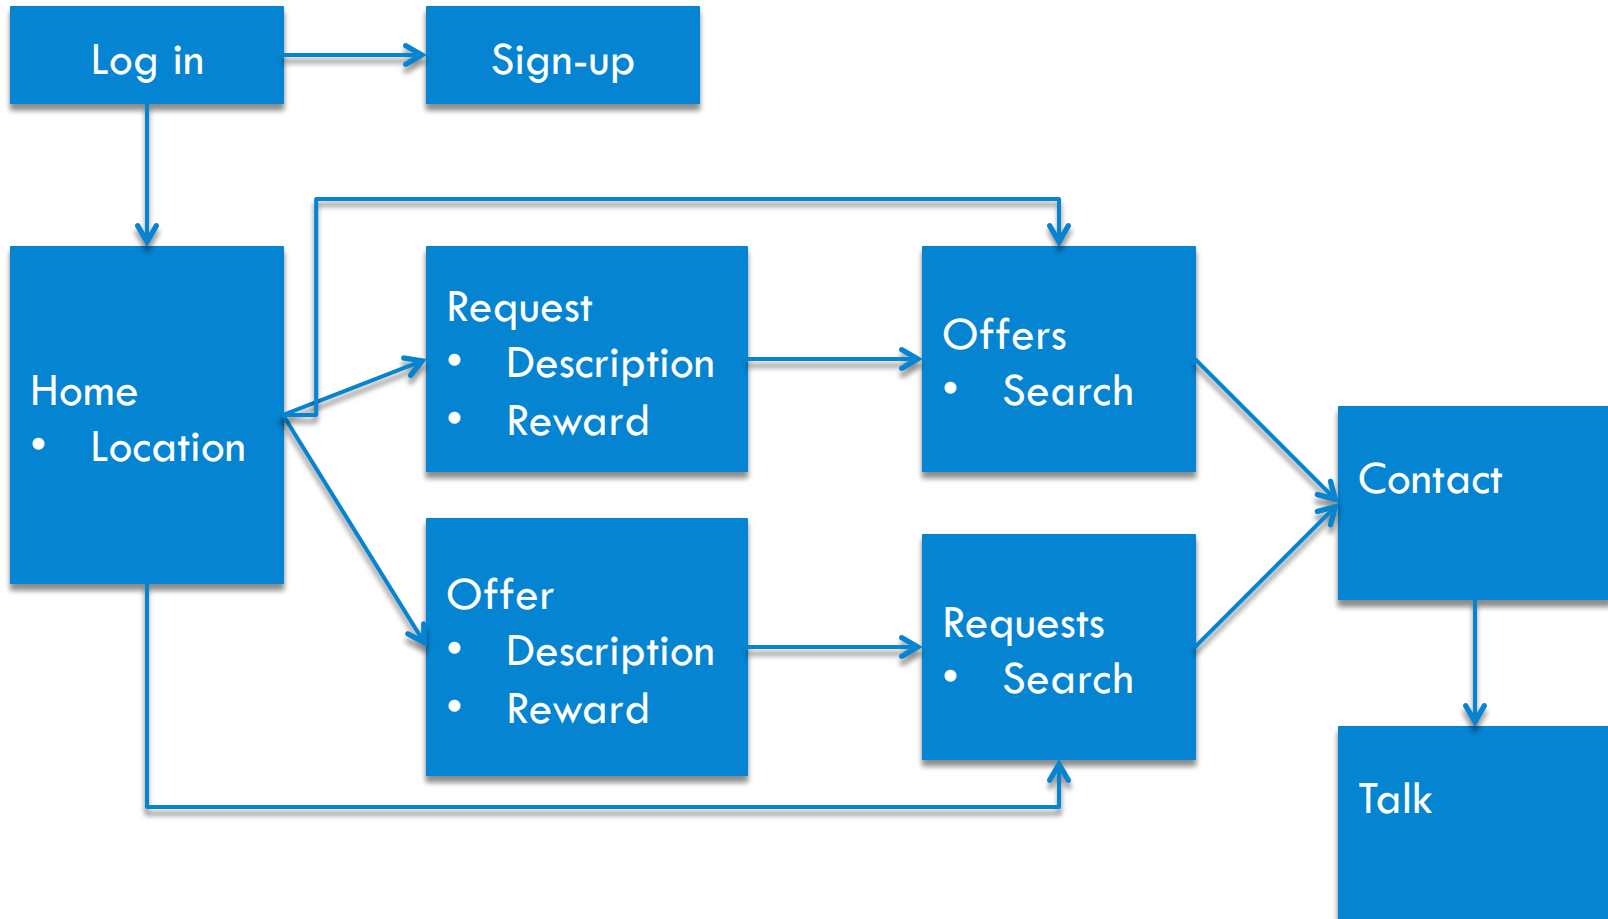 Log in
Sign-up
Home
• Location
Request
• Description
• Reward
Offers
• Search
Offer
• Description
• Reward
Requests
• Search
Contact
Talk